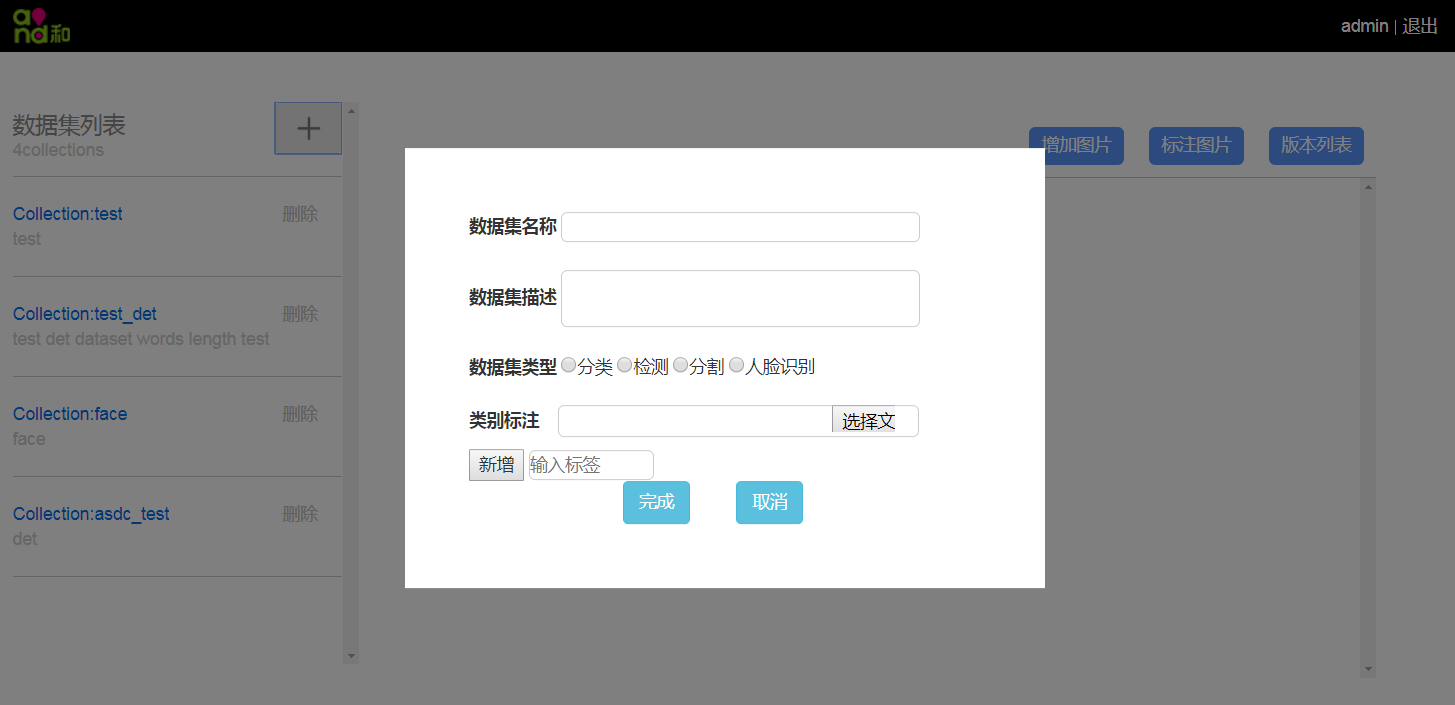 and和
admin | 退出
数据集列表
4collections
Collection:test 删除
test
Collection:test_det 删除
test det dataset words length test
Collection:face 删除
face
Collection:asdc_test 删除
det
增加图片 标注图片 版本列表
数据集名称
数据集描述
数据集类型 分类 检测 分割 人脸识别
类别标注 选择文
新增 输入标签
完成 取消